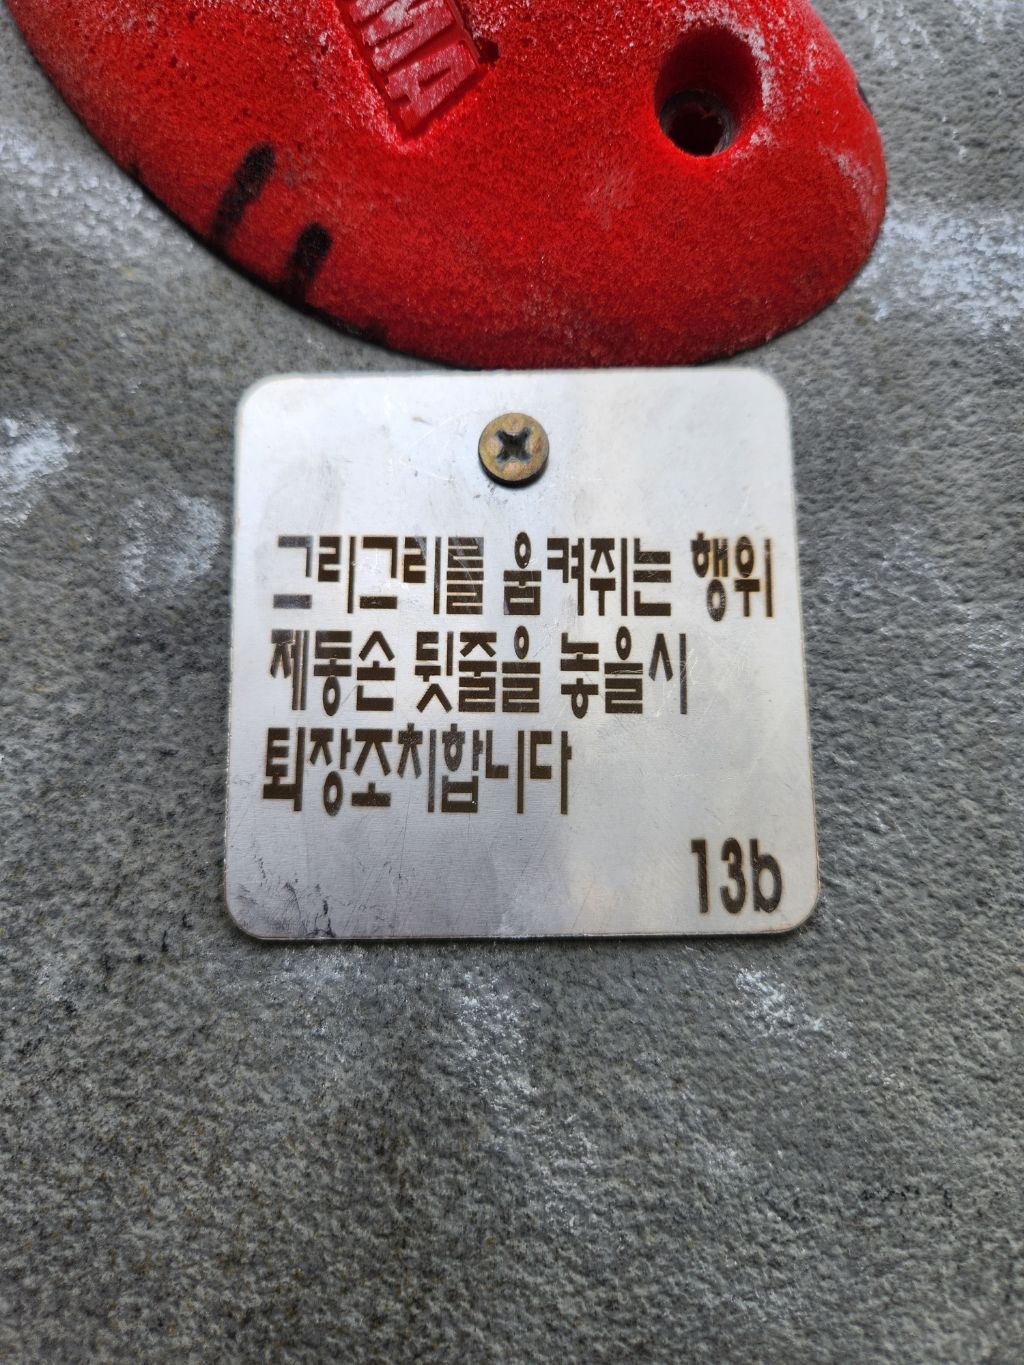 그리그리를 움켜쥐는 행위
제동손 뒷줄을 놓을시
퇴장조치합니다
13b